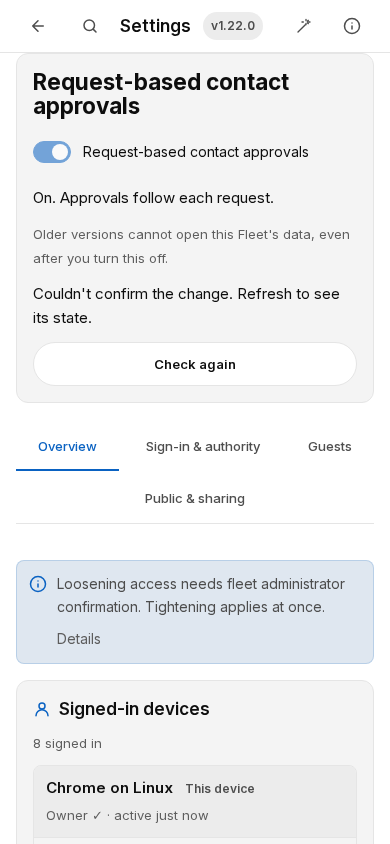 Settings v1.22.0
Request-based contact
approvals
Request-based contact approvals
On. Approvals follow each request.
Older versions cannot open this Fleet's data, even
after you turn this off.
Couldn't confirm the change. Refresh to see
its state.
Check again
Overview Sign-in & authority Guests
Public & sharing
Loosening access needs fleet administrator
confirmation. Tightening applies at once.
Details
Signed-in devices
8 signed in
Chrome on Linux This device
Owner ✓ · active just now